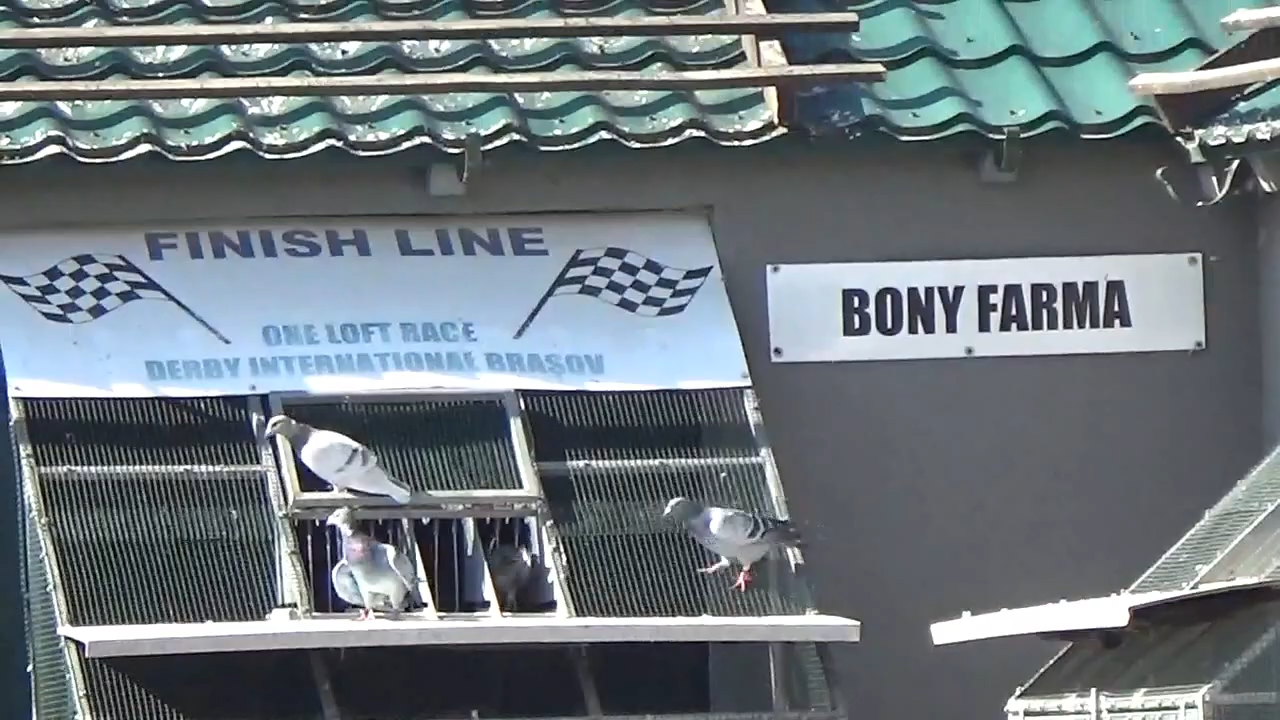 FINISH LINE
ONE LOFT RACE
DERBY INTERNATIONAL BRAȘOV
BONY FARMA